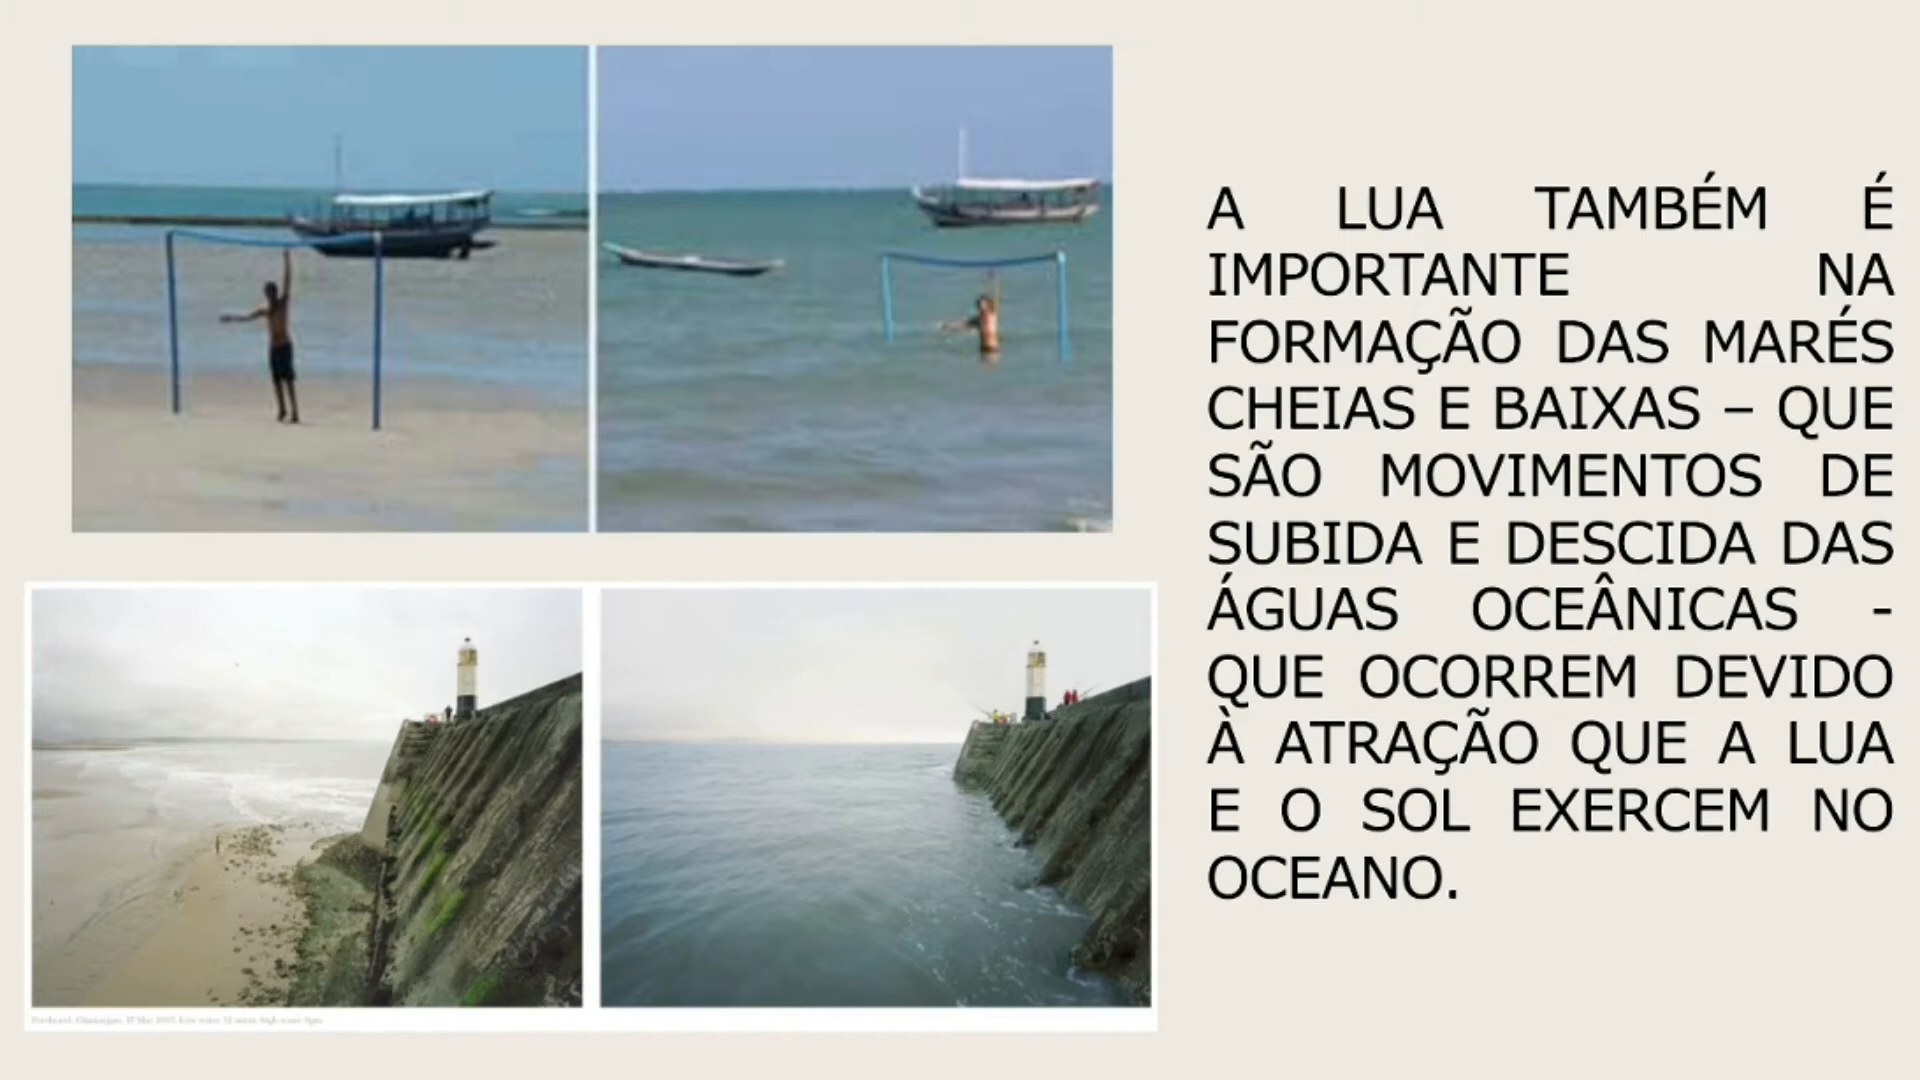 A LUA TAMBÉM É
IMPORTANTE NA
FORMAÇÃO DAS MARÉS
CHEIAS E BAIXAS – QUE
SÃO MOVIMENTOS DE
SUBIDA E DESCIDA DAS
ÁGUAS OCEÂNICAS -
QUE OCORREM DEVIDO
À ATRAÇÃO QUE A LUA
E O SOL EXERCEM NO
OCEANO.